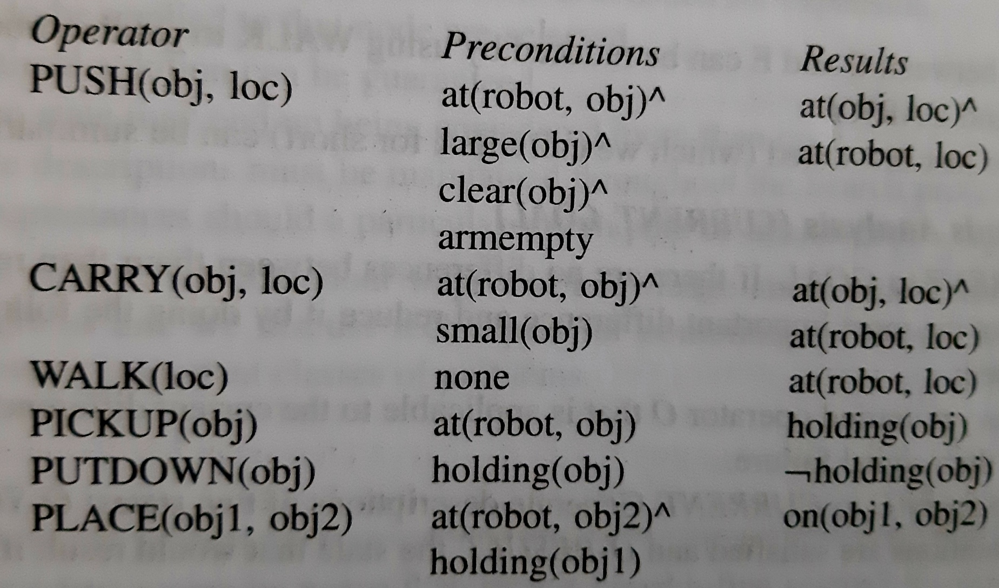 Operator Preconditions Results
PUSH(obj, loc) at(robot, obj)^ at(obj, loc)^
large(obj)^ at(robot, loc)
clear(obj)^
armempty
CARRY(obj, loc) at(robot, obj)^ at(obj, loc)^
small(obj) at(robot, loc)
WALK(loc) none at(robot, loc)
PICKUP(obj) at(robot, obj) holding(obj)
PUTDOWN(obj) holding(obj) ¬holding(obj)
PLACE(obj1, obj2) at(robot, obj2)^ on(obj1, obj2)
holding(obj1)